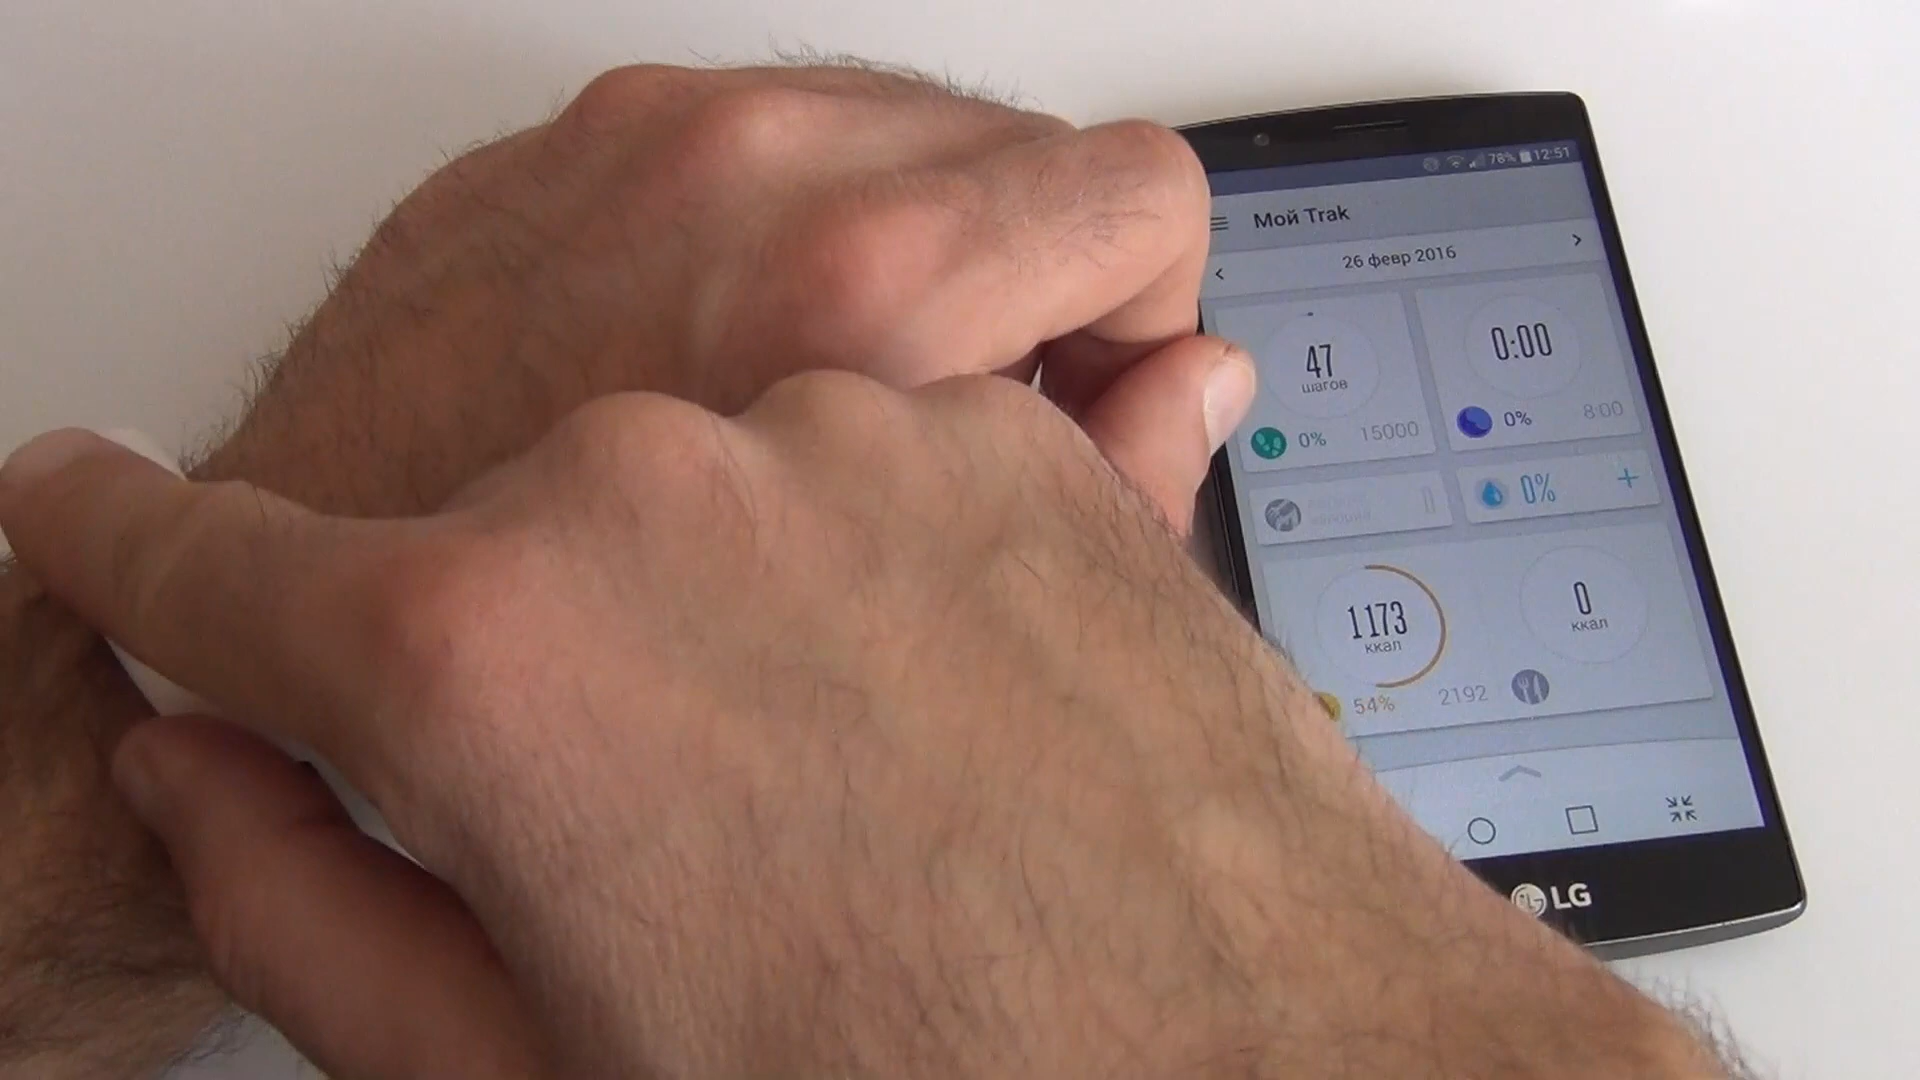 78% 12:51
Мой Trak
26 февр 2016
47
шагов
0% 15000
0:00
0% 8:00
0
0% +
1173
ккал
54% 2192
0
ккал
LG